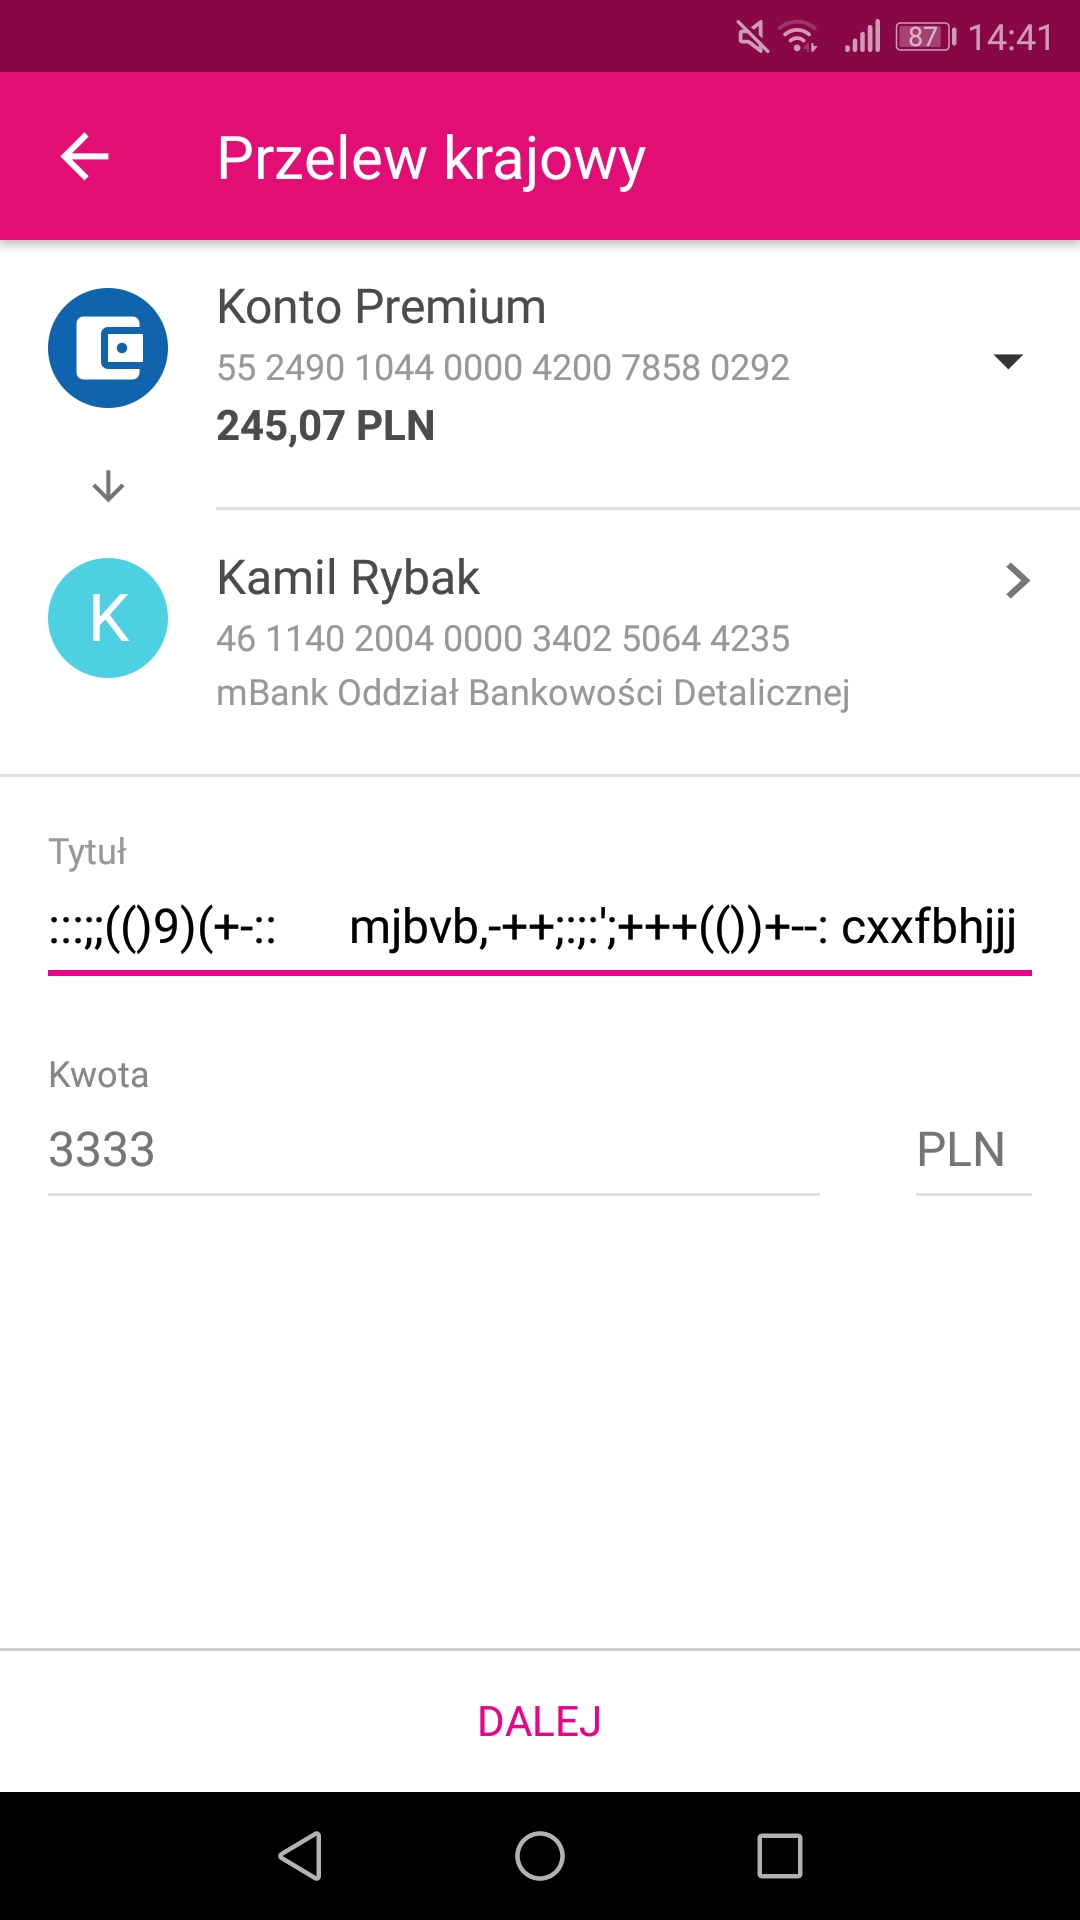 87 14:41
Przelew krajowy
Konto Premium
55 2490 1044 0000 4200 7858 0292
245,07 PLN
Kamil Rybak
K
46 1140 2004 0000 3402 5064 4235
mBank Oddział Bankowości Detalicznej
Tytuł
:::;;(()9)(+-::      mjbvb,-++;:;:';+++(())+--: cxxfbhjjj
Kwota
3333 PLN
DALEJ